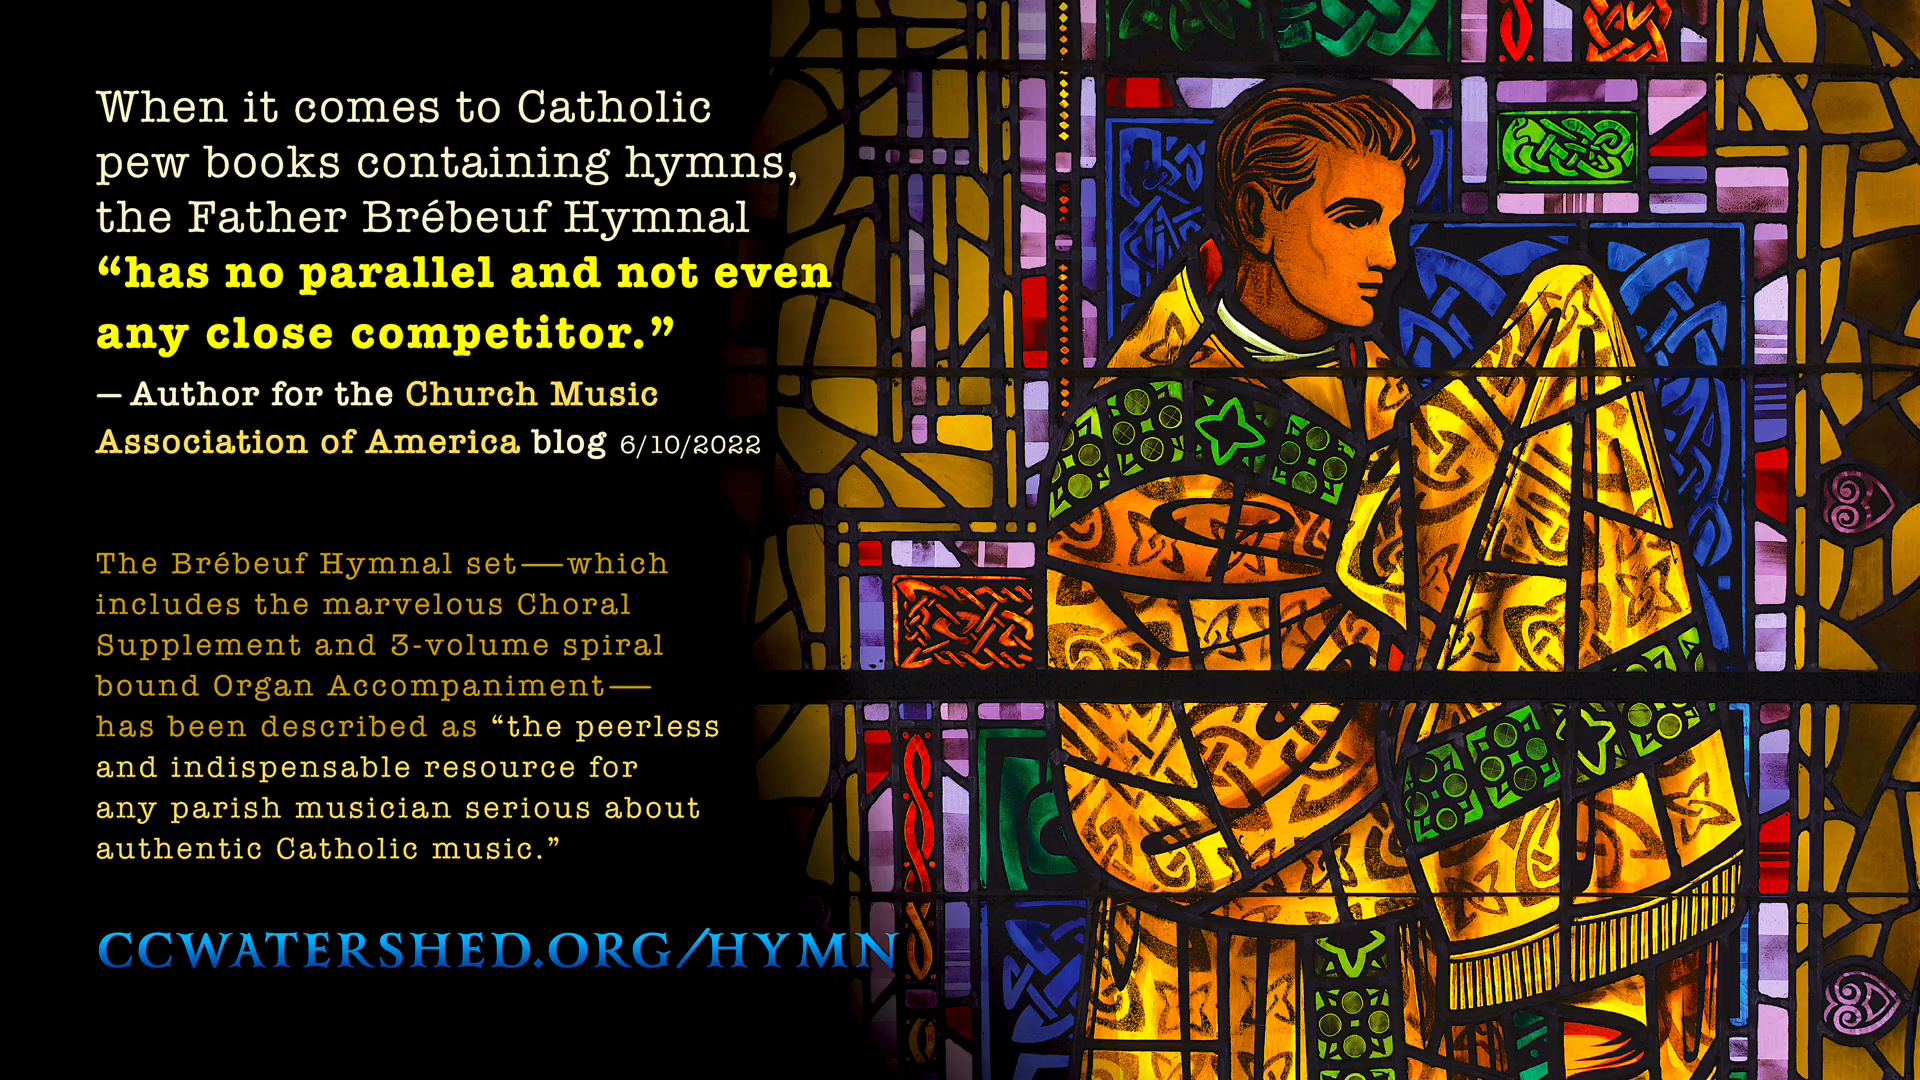 When it comes to Catholic
pew books containing hymns,
the Father Brébeuf Hymnal
“has no parallel and not even
any close competitor.”
— Author for the Church Music
Association of America blog 6/10/2022
The Brébeuf Hymnal set—which
includes the marvelous Choral
Supplement and 3-volume spiral
bound Organ Accompaniment—
has been described as “the peerless
and indispensable resource for
any parish musician serious about
authentic Catholic music.”
CCWATERSHED.ORG/HYMN